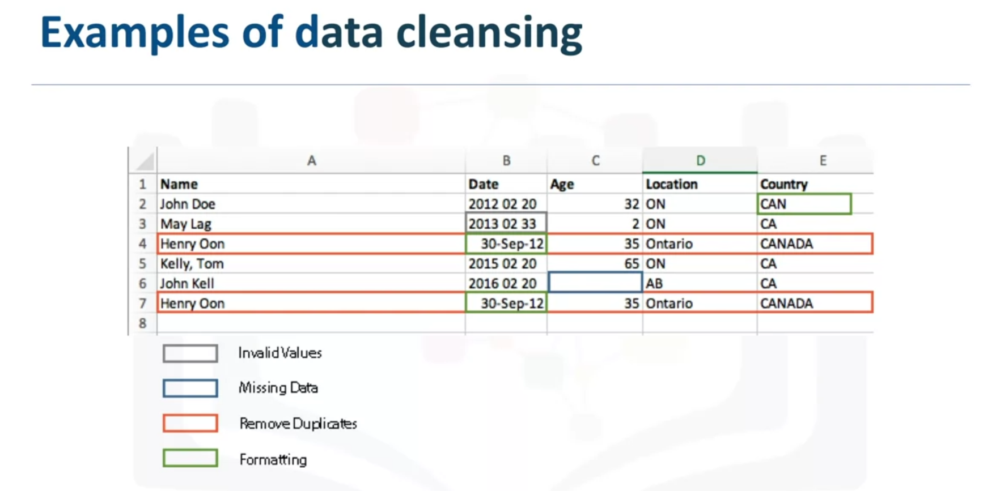 Examples of data cleansing
A B C D E
1 Name Date Age Location Country
2 John Doe 2012 02 20 32 ON CAN
3 May Lag 2013 02 33 2 ON CA
4 Henry Oon 30-Sep-12 35 Ontario CANADA
5 Kelly, Tom 2015 02 20 65 ON CA
6 John Kell 2016 02 20 AB CA
7 Henry Oon 30-Sep-12 35 Ontario CANADA
8
Invalid Values
Missing Data
Remove Duplicates
Formatting